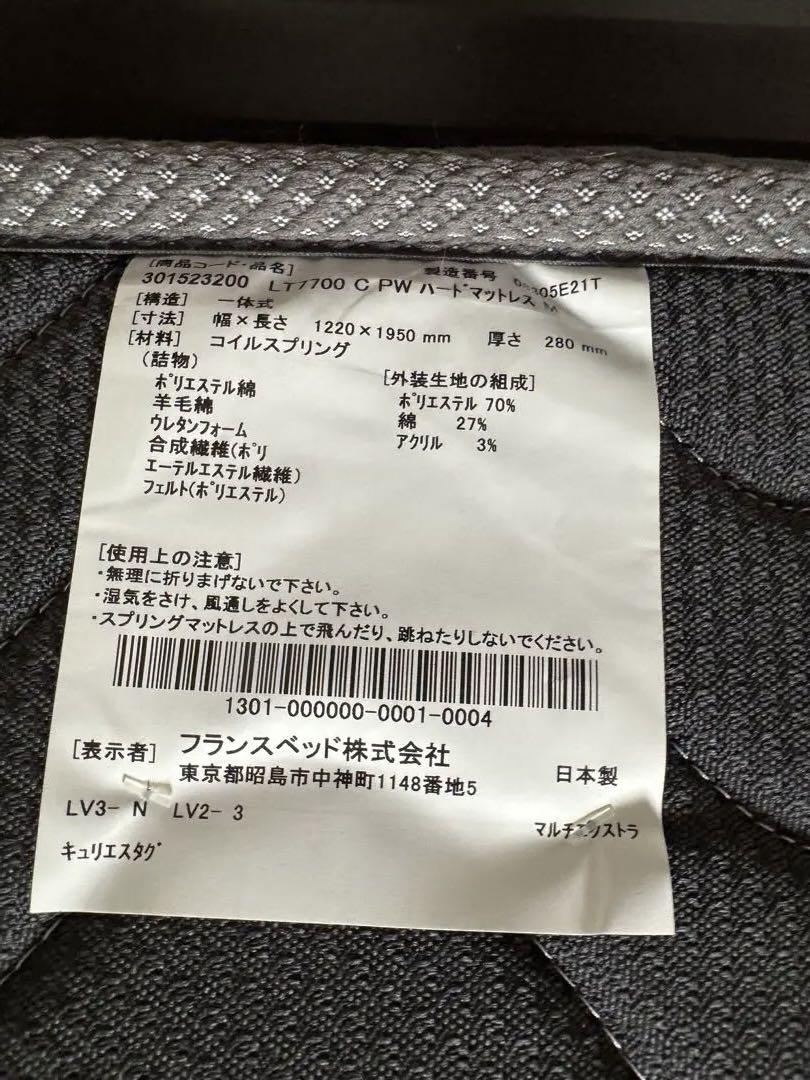 [商品コード・品名] 製造番号
301523200 LT7700 C PW ハードマットレス M
[構造] 一体式
[寸法] 幅×長さ 1220×1950 mm 厚さ 280 mm
[材料] コイルスプリング
(詰物)
ポリエステル綿
羊毛綿
ウレタンフォーム
合成繊維(ポリ
エーテルエステル繊維)
フェルト(ポリエステル)
[外装生地の組成]
ポリエステル 70%
綿 27%
アクリル 3%
[使用上の注意]
・無理に折りまげないで下さい。
・湿気をさけ、風通しをよくして下さい。
・スプリングマットレスの上で飛んだり、跳ねたりしないでください。
1301-000000-0001-0004
[表示者] フランスベッド株式会社
東京都昭島市中神町1148番地5 日本製
LV3- N LV2- 3
キュリエスタグ